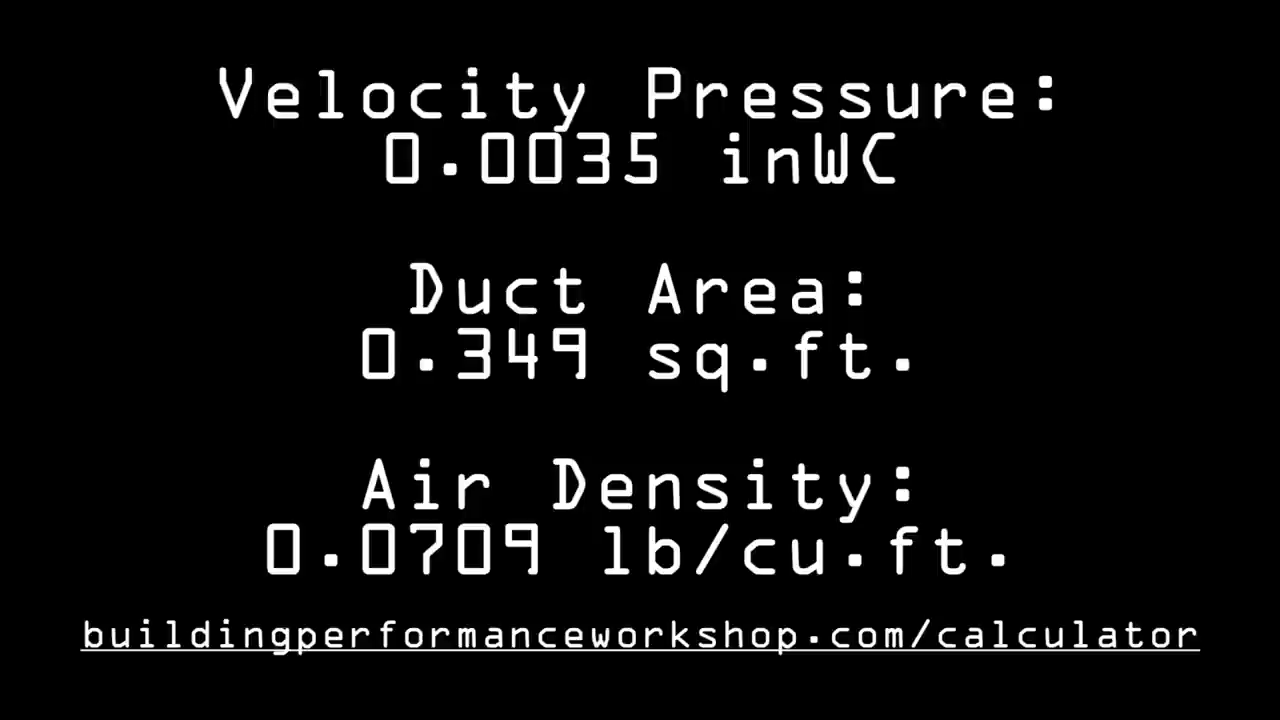 Velocity Pressure:
0.0035 inWC
Duct Area:
0.349 sq.ft.
Air Density:
0.0709 lb/cu.ft.
buildingperformanceworkshop.com/calculator